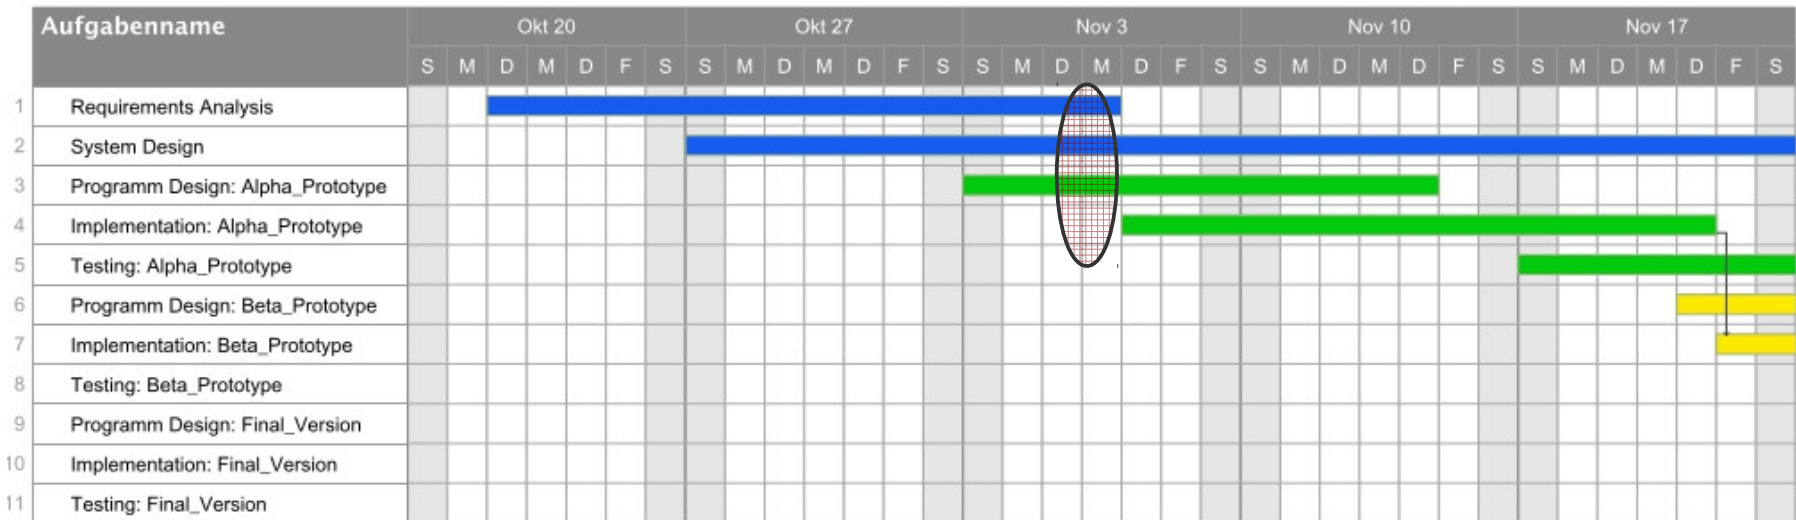 Aufgabenname Okt 20 Okt 27 Nov 3 Nov 10 Nov 17
S M D M D F S S M D M D F S S M D M D F S S M D M D F S S M D M D F S
1 Requirements Analysis
2 System Design
3 Programm Design: Alpha_Prototype
4 Implementation: Alpha_Prototype
5 Testing: Alpha_Prototype
6 Programm Design: Beta_Prototype
7 Implementation: Beta_Prototype
8 Testing: Beta_Prototype
9 Programm Design: Final_Version
10 Implementation: Final_Version
11 Testing: Final_Version